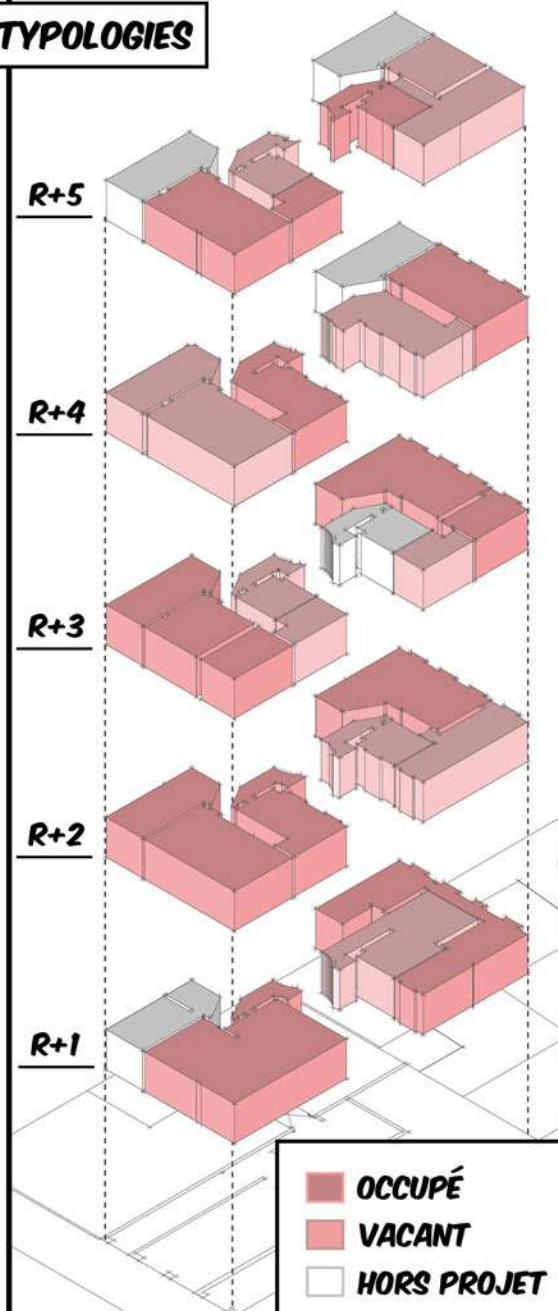 TYPOLOGIES
R+5
R+4
R+3
R+2
R+1
OCCUPÉ
VACANT
HORS PROJET